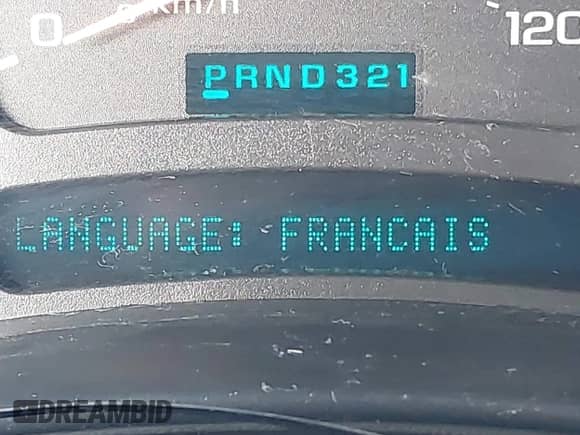 0 km/h 120
PRND321
LANGUAGE: FRANCAIS
DREAMBID